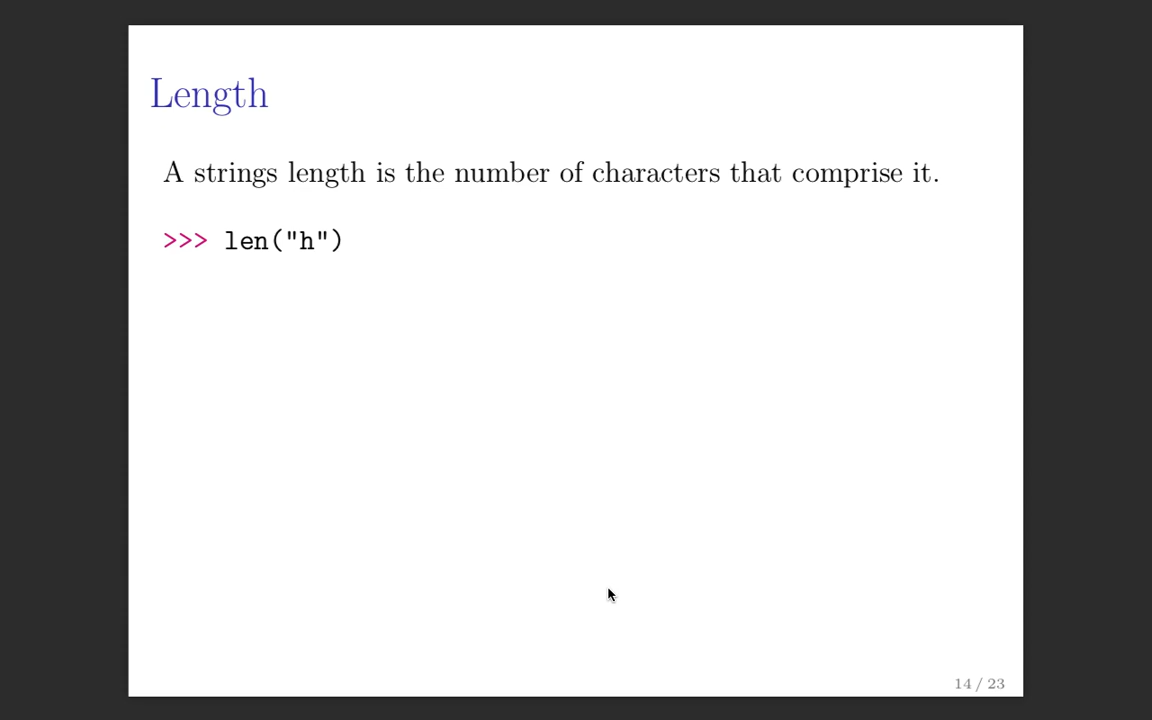 Length
A strings length is the number of characters that comprise it.
>>> len("h")
14 / 23